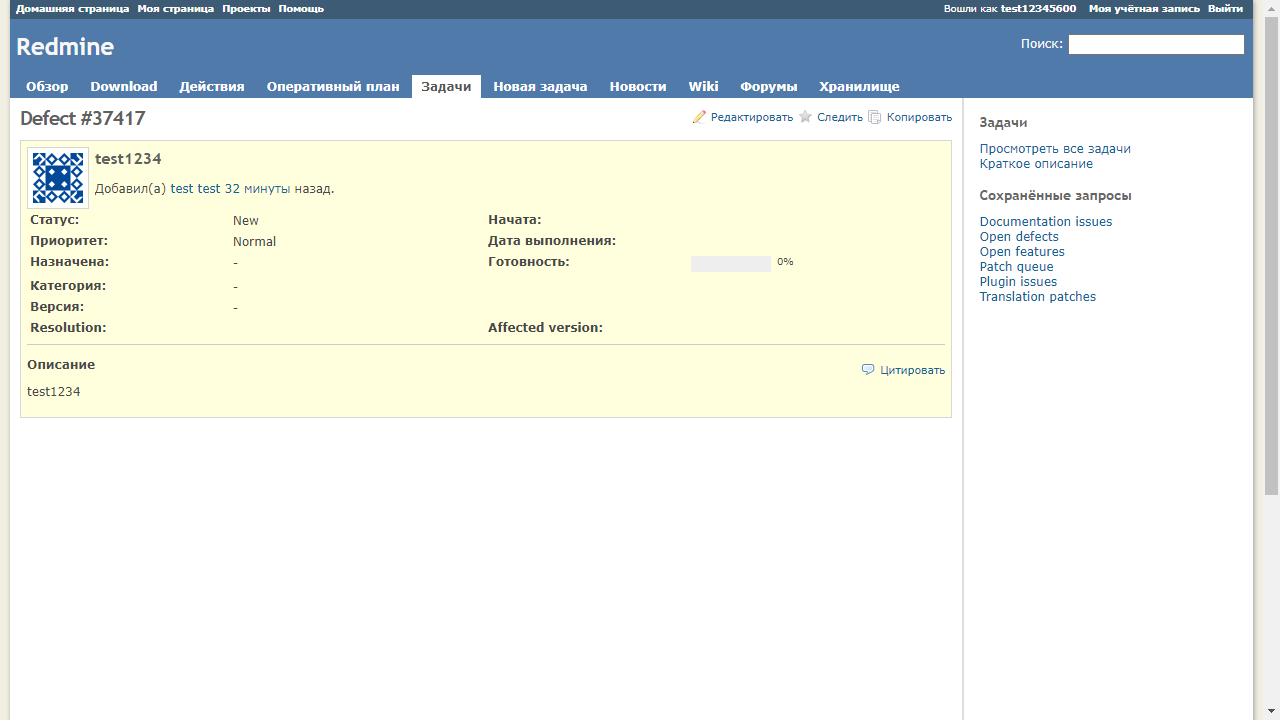 Домашняя страница Моя страница Проекты Помощь Вошли как test12345600 Моя учётная запись Выйти
Redmine Поиск:
Обзор Download Действия Оперативный план Задачи Новая задача Новости Wiki Форумы Хранилище
Defect #37417 Редактировать Следить Копировать
test1234
Добавил(а) test test 32 минуты назад.
Статус: New Начата:
Приоритет: Normal Дата выполнения:
Назначена: - Готовность: 0%
Категория: -
Версия: -
Resolution: Affected version:
Описание Цитировать
test1234
Задачи
Просмотреть все задачи
Краткое описание
Сохранённые запросы
Documentation issues
Open defects
Open features
Patch queue
Plugin issues
Translation patches